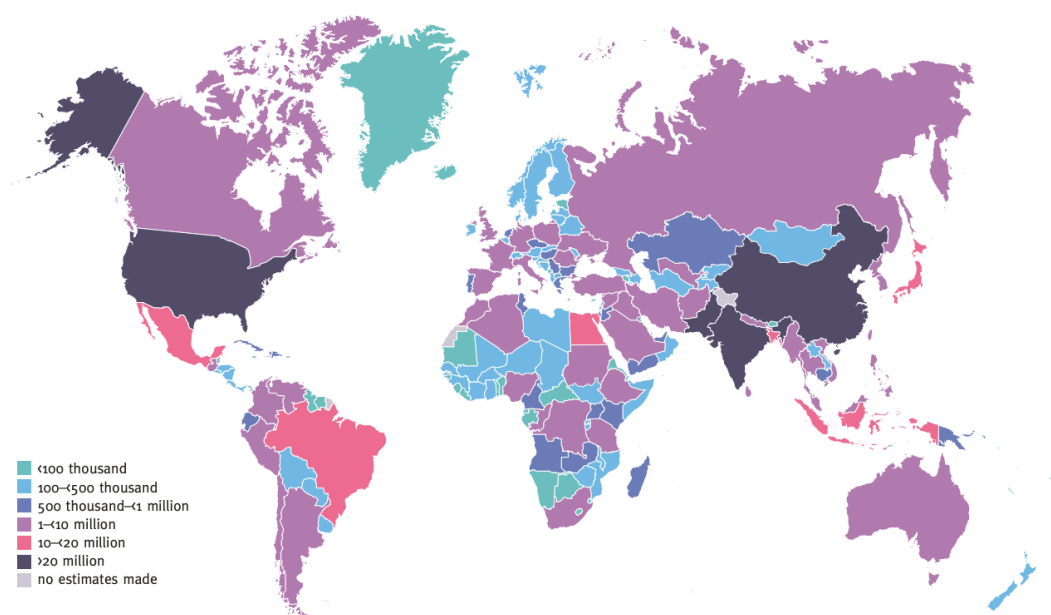 <100 thousand
100–<500 thousand
500 thousand–<1 million
1–<10 million
10–<20 million
>20 million
no estimates made